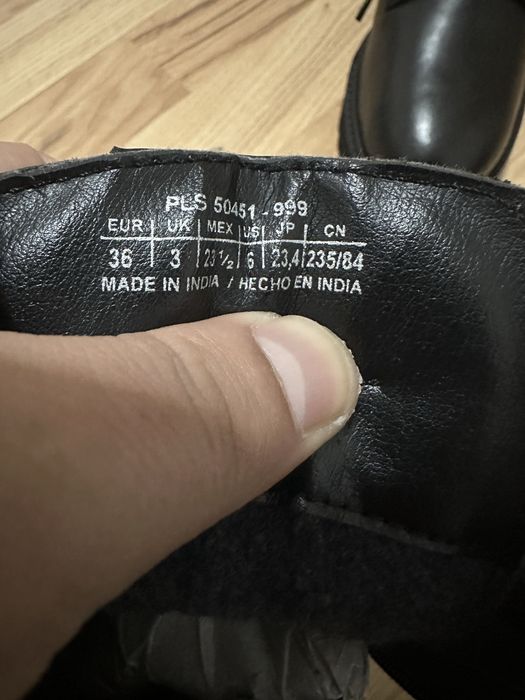 PLS 50451 - 999
EUR | UK | MEX | US | JP | CN
36 | 3 | 23 1/2 | 6 | 23,4 | 235/84
MADE IN INDIA / HECHO EN INDIA